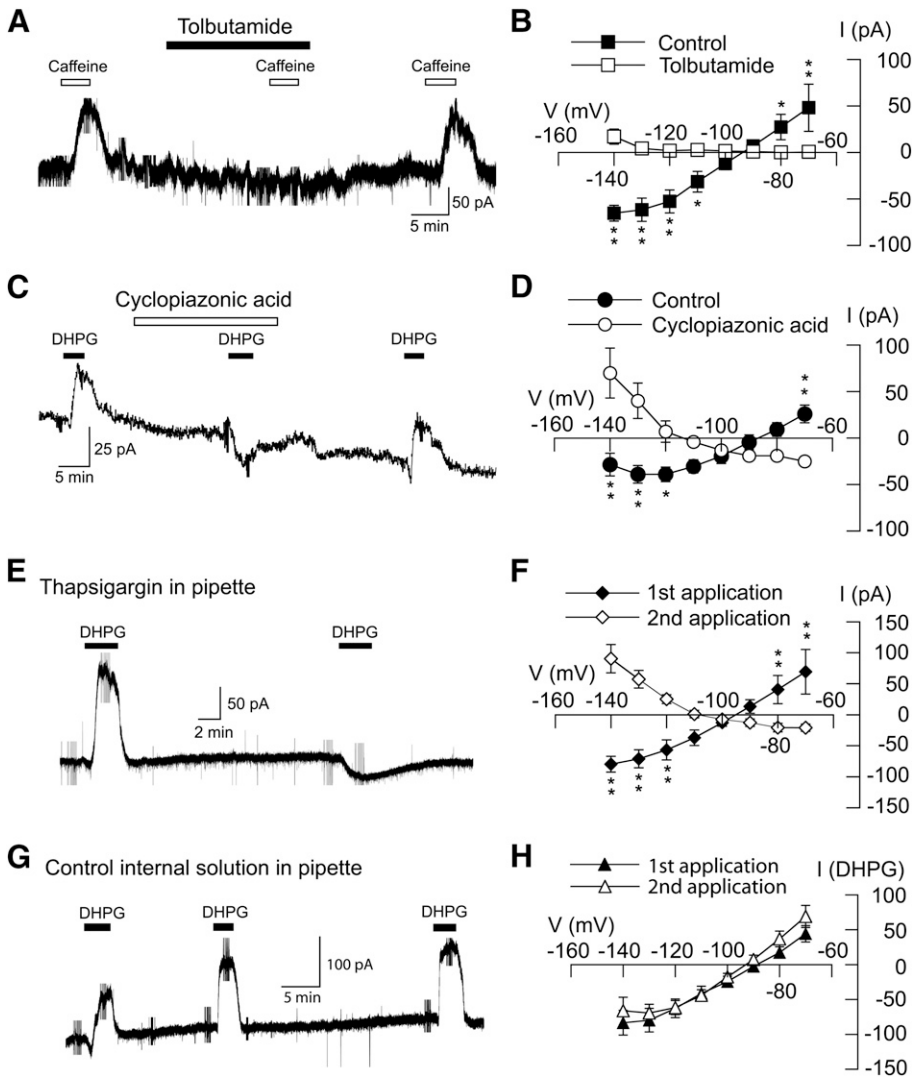 A
Tolbutamide
Caffeine Caffeine Caffeine
50 pA
5 min
B
I (pA)
Control
Tolbutamide
V (mV)
100
50
0
-50
-100
-160 -120 -100 -60
-140 -80
* *
*
* * * * * * *
C
Cyclopiazonic acid
DHPG DHPG DHPG
25 pA
5 min
D
Control
Cyclopiazonic acid
I (pA)
V (mV)
100
50
0
-50
-100
-160 -140 -120 -100 -80 -60
* *
* * * * *
E
Thapsigargin in pipette
DHPG DHPG
50 pA
2 min
F
1st application
2nd application
I (pA)
V (mV)
150
100
50
0
-50
-100
-150
-160 -140 -120 -100 -60
-80
* * * *
* * * * * *
G
Control internal solution in pipette
DHPG DHPG DHPG
100 pA
5 min
H
1st application
2nd application
I (DHPG)
V (mV)
100
50
0
-50
-100
-160 -140 -120 -100 -60
-80